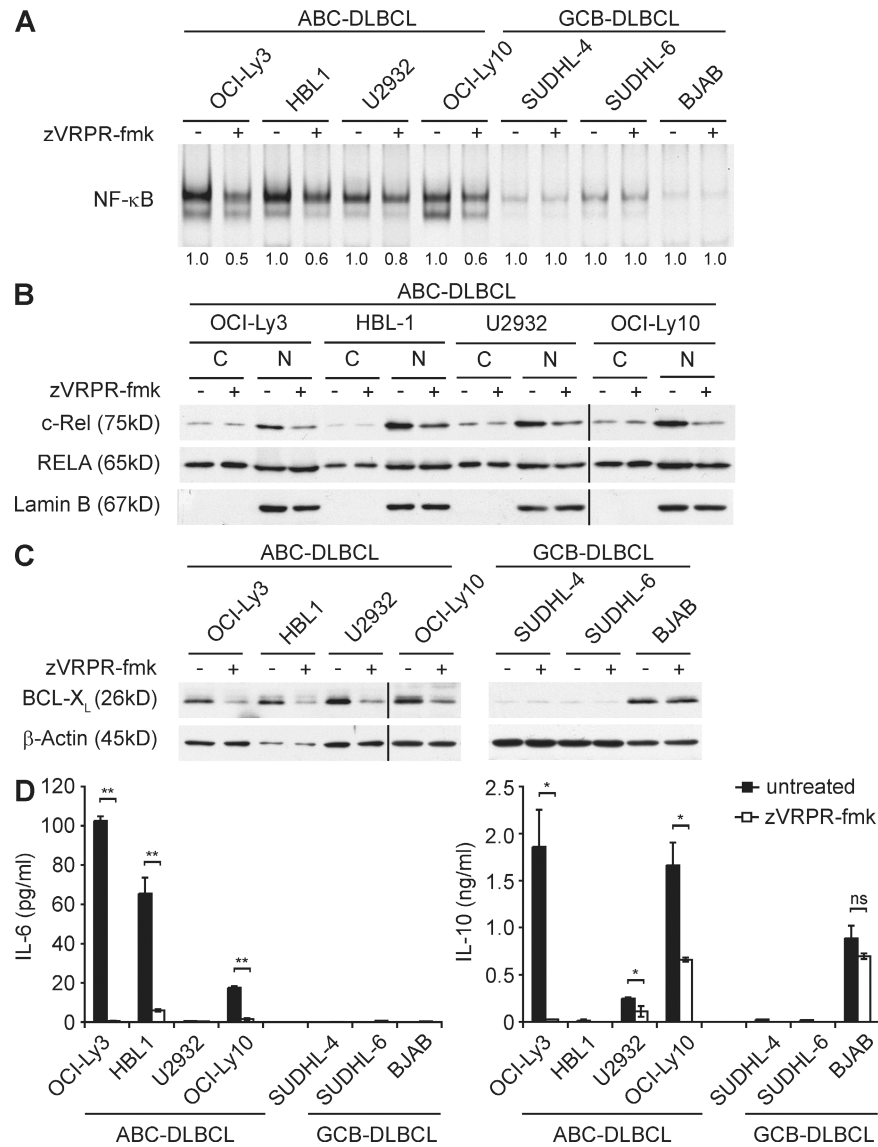 A
ABC-DLBCL GCB-DLBCL
OCI-Ly3 HBL1 U2932 OCI-Ly10 SUDHL-4 SUDHL-6 BJAB
zVRPR-fmk - + - + - + - + - + - + - +
NF-κB
1.0 0.5 1.0 0.6 1.0 0.8 1.0 0.6 1.0 1.0 1.0 1.0 1.0 1.0
B
ABC-DLBCL
OCI-Ly3 HBL-1 U2932 OCI-Ly10
C N C N C N C N
zVRPR-fmk - + - + - + - + - + - + - + - +
c-Rel (75kD)
RELA (65kD)
Lamin B (67kD)
C
ABC-DLBCL GCB-DLBCL
OCI-Ly3 HBL1 U2932 OCI-Ly10 SUDHL-4 SUDHL-6 BJAB
zVRPR-fmk - + - + - + - + - + - + - +
BCL-XL (26kD)
β-Actin (45kD)
D
IL-6 (pg/ml)
120
100
80
60
40
20
0
** ** **
OCI-Ly3 HBL1 U2932 OCI-Ly10 SUDHL-4 SUDHL-6 BJAB
ABC-DLBCL GCB-DLBCL
IL-10 (ng/ml)
2.5
2.0
1.5
1.0
0.5
0
* * * ns
untreated
zVRPR-fmk
OCI-Ly3 HBL1 U2932 OCI-Ly10 SUDHL-4 SUDHL-6 BJAB
ABC-DLBCL GCB-DLBCL